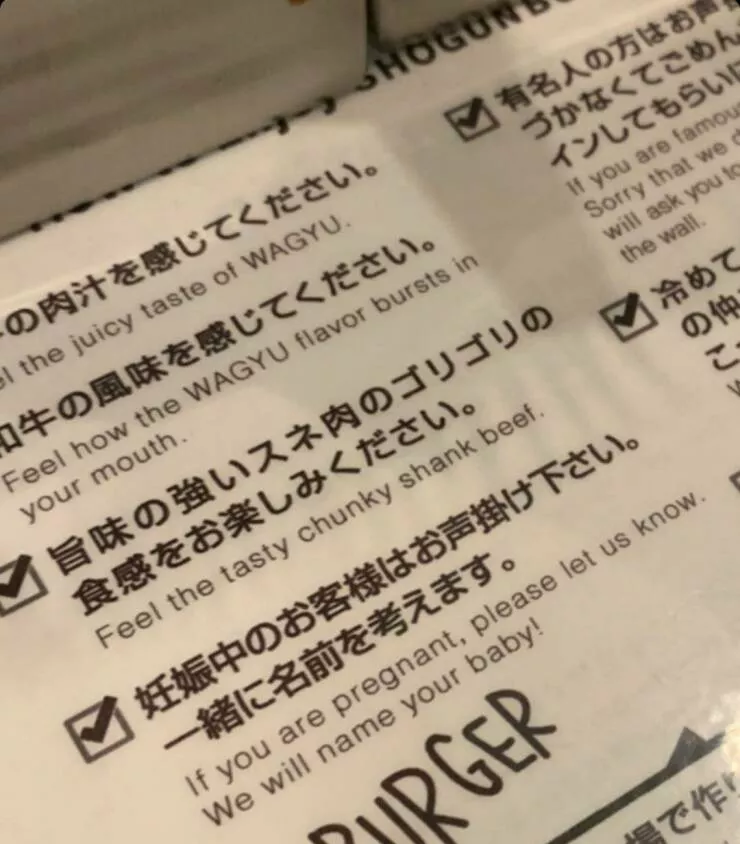 SHOGUN
の肉汁を感じてください。
the juicy taste of WAGYU.
和牛の風味を感じてください。
Feel how the WAGYU flavor bursts in
your mouth.
旨味の強いスネ肉のゴリゴリの
食感をお楽しみください。
Feel the tasty chunky shank beef.
妊娠中のお客様はお声掛け下さい。
一緒に名前を考えます。
If you are pregnant, please let us know.
We will name your baby!
有名人の方はお声
づかなくてごめん
インしてもらいに
If you are famou
Sorry that we d
will ask you to
the wall.
冷めて
の仲
こ
BURGER
場で作り